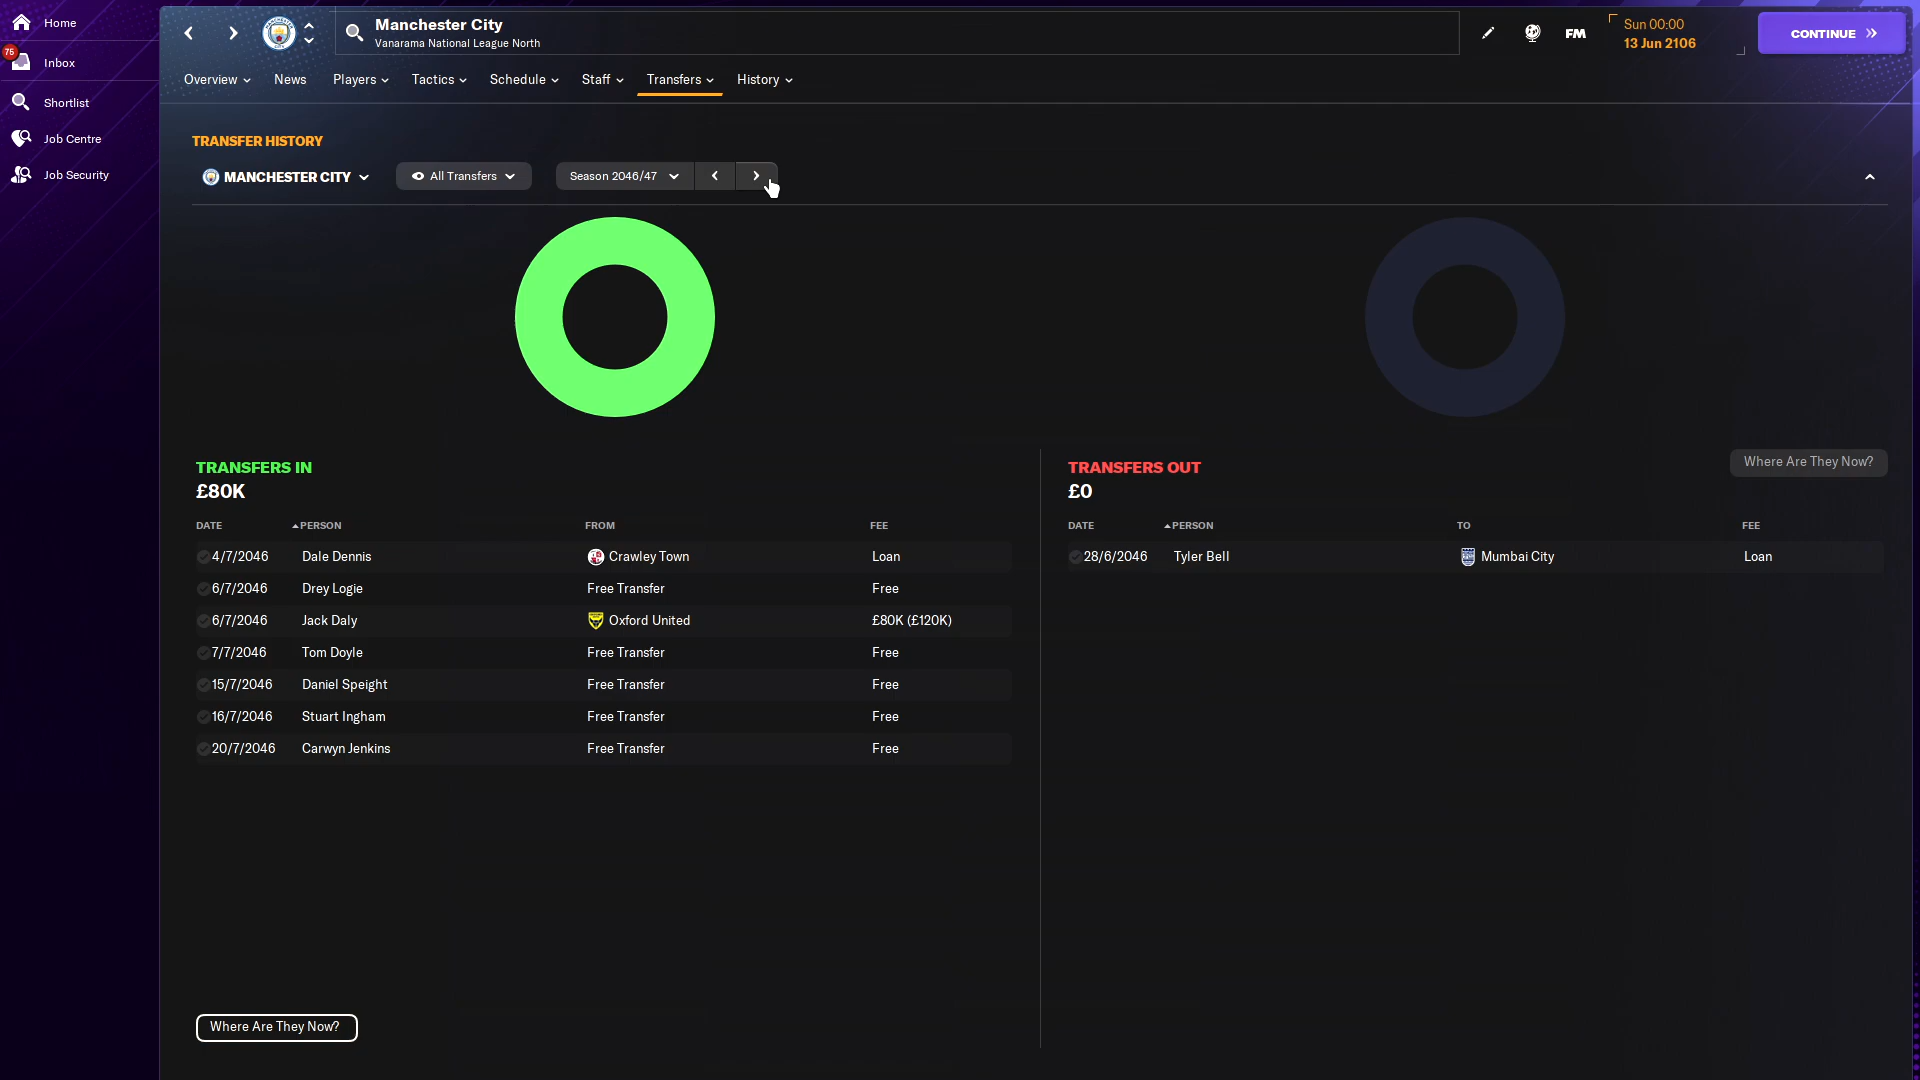 Home
75
Inbox
Shortlist
Job Centre
Job Security
Manchester City
Vanarama National League North
FM
Sun 00:00
13 Jun 2106
CONTINUE
Overview
News
Players
Tactics
Schedule
Staff
Transfers
History
TRANSFER HISTORY
MANCHESTER CITY
All Transfers
Season 2046/47
TRANSFERS IN
£80K
DATE PERSON FROM FEE
4/7/2046 Dale Dennis Crawley Town Loan
6/7/2046 Drey Logie Free Transfer Free
6/7/2046 Jack Daly Oxford United £80K (£120K)
7/7/2046 Tom Doyle Free Transfer Free
15/7/2046 Daniel Speight Free Transfer Free
16/7/2046 Stuart Ingham Free Transfer Free
20/7/2046 Carwyn Jenkins Free Transfer Free
Where Are They Now?
TRANSFERS OUT
£0
Where Are They Now?
DATE PERSON TO FEE
28/6/2046 Tyler Bell Mumbai City Loan